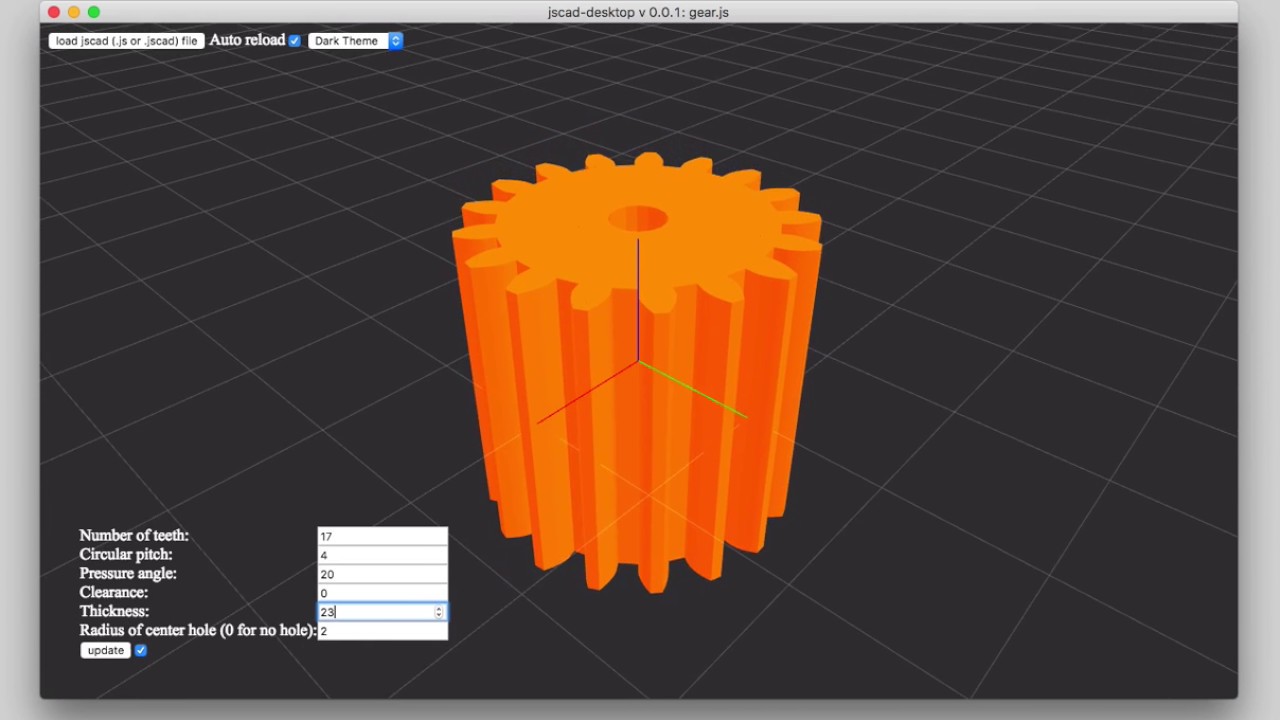 jscad-desktop v 0.0.1: gear.js
load jscad (.js or .jscad) file Auto reload Dark Theme
Number of teeth: 17
Circular pitch: 4
Pressure angle: 20
Clearance: 0
Thickness: 23
Radius of center hole (0 for no hole): 2
update